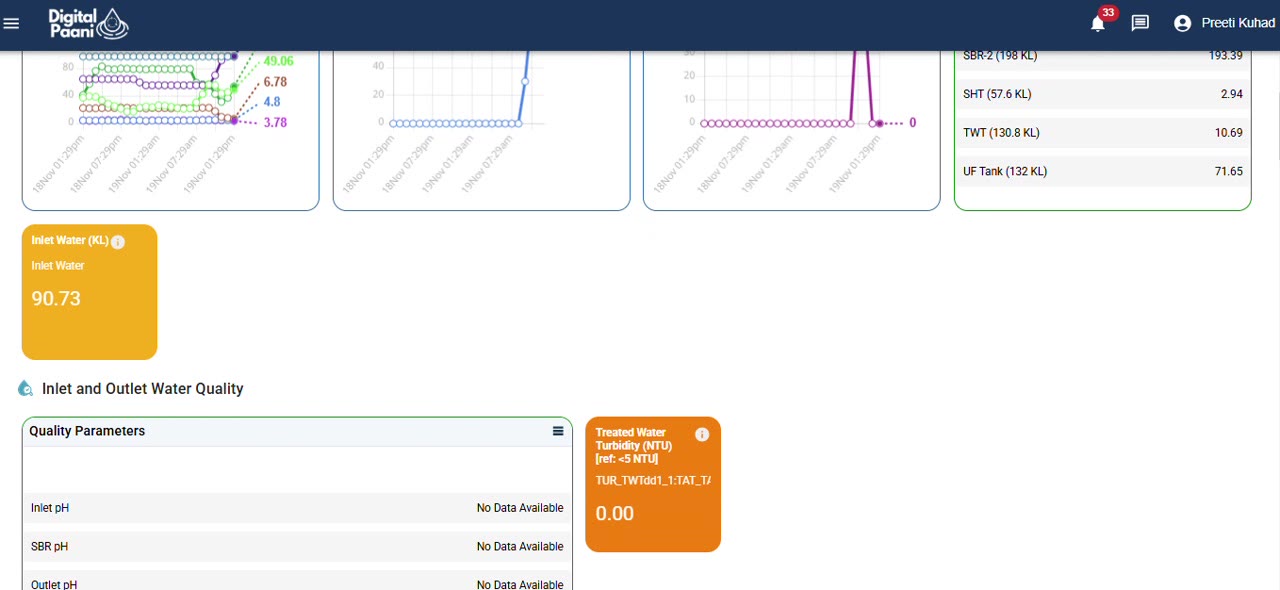 Digital
Paani
33
Preeti Kuhad
80
40
0
49.06
6.78
4.8
3.78
18Nov 01:29pm
18Nov 07:29pm
19Nov 01:29am
19Nov 07:29am
19Nov 01:29pm
40
20
0
18Nov 01:29pm
18Nov 07:29pm
19Nov 01:29am
19Nov 07:29am
30
20
10
0
0
18Nov 01:29pm
18Nov 07:29pm
19Nov 01:29am
19Nov 07:29am
19Nov 01:29pm
SBR-2 (198 KL) 193.39
SHT (57.6 KL) 2.94
TWT (130.8 KL) 10.69
UF Tank (132 KL) 71.65
Inlet Water (KL)
Inlet Water
90.73
Inlet and Outlet Water Quality
Quality Parameters
Inlet pH No Data Available
SBR pH No Data Available
Outlet pH No Data Available
Treated Water
Turbidity (NTU)
[ref: <5 NTU]
TUR_TWTdd1_1:TAT_TA
0.00